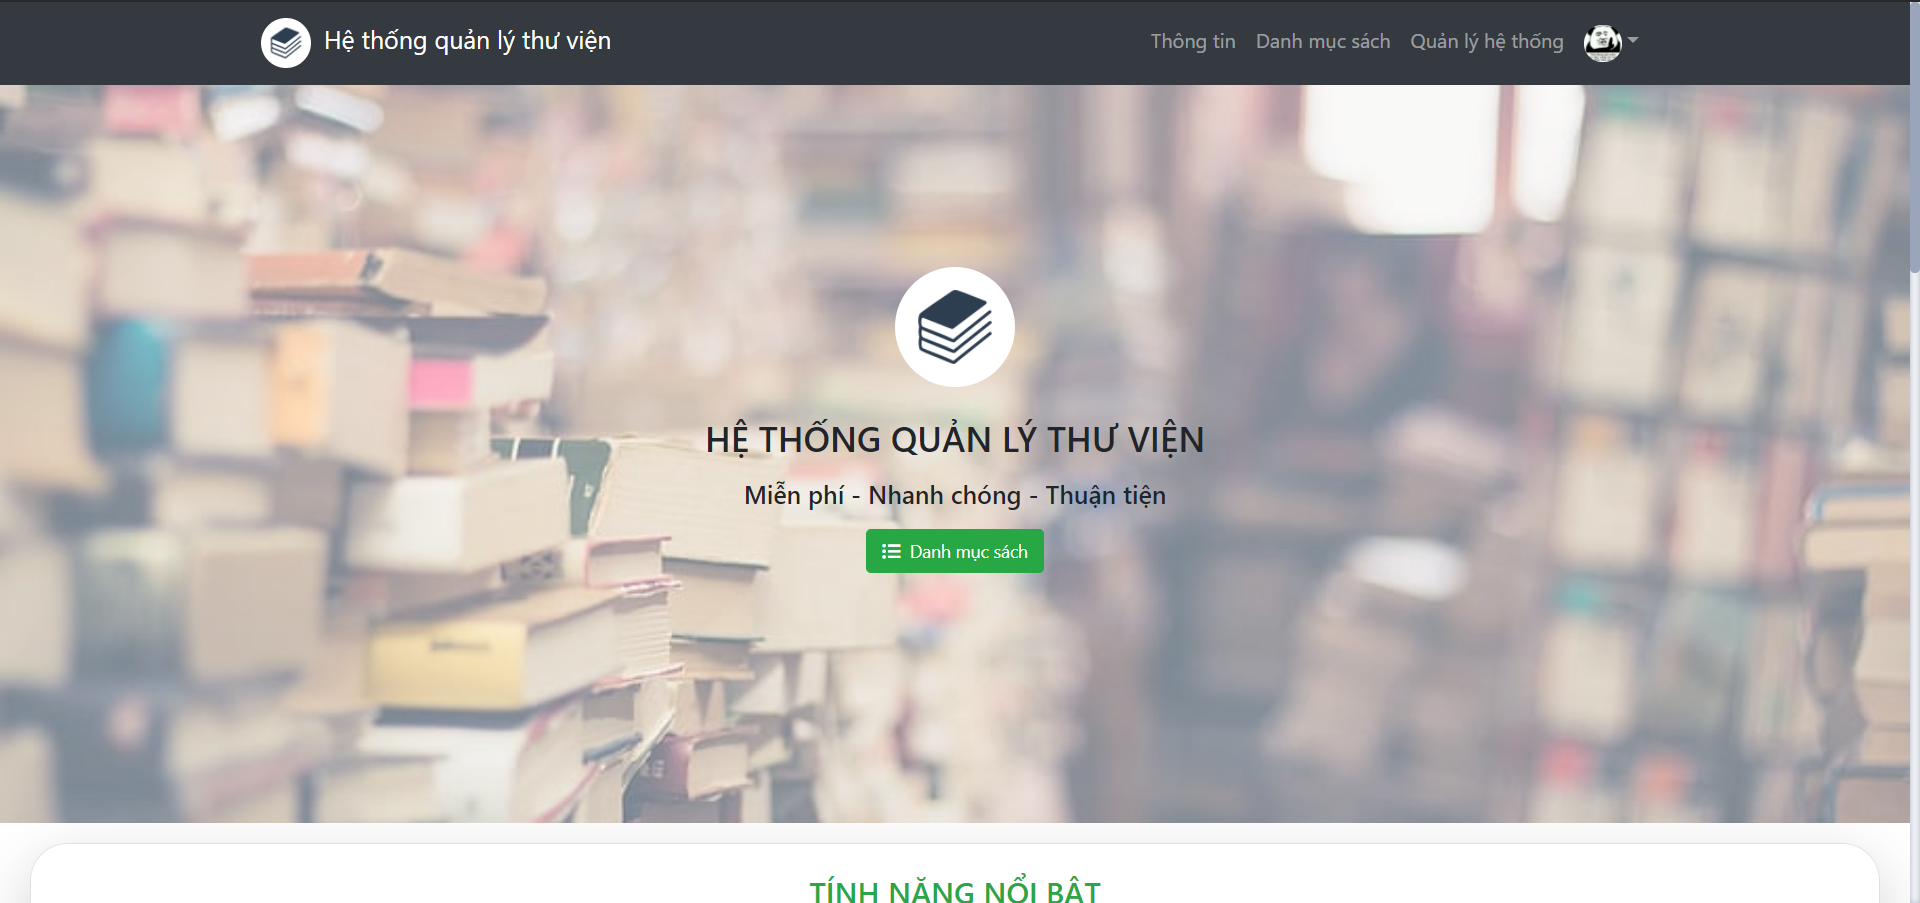 Hệ thống quản lý thư viện
Thông tin Danh mục sách Quản lý hệ thống
HỆ THỐNG QUẢN LÝ THƯ VIỆN
Miễn phí - Nhanh chóng - Thuận tiện
Danh mục sách
TÍNH NĂNG NỔI BẬT